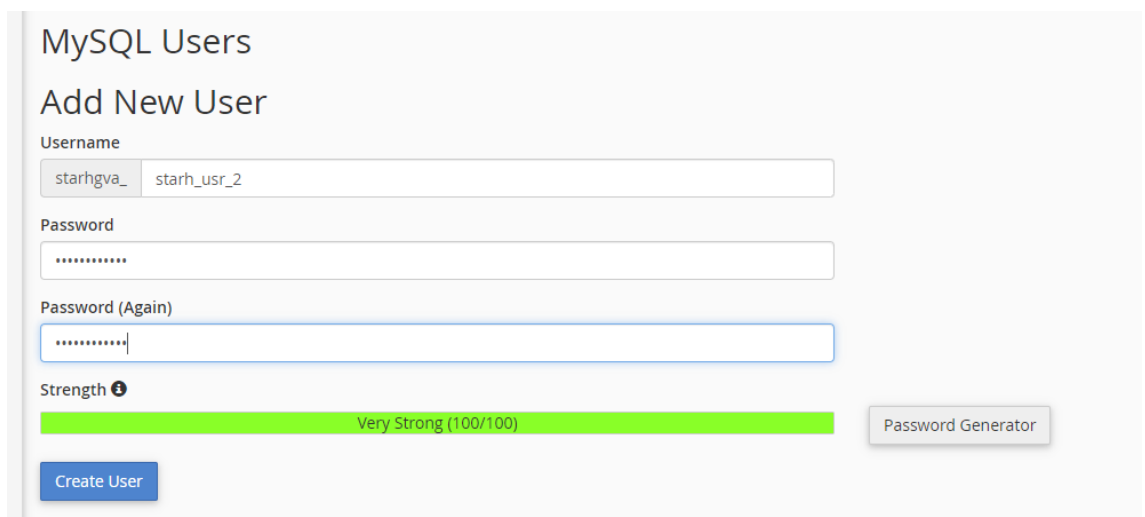 MySQL Users
Add New User
Username
starhgva_ starh_usr_2
Password
••••••••••••
Password (Again)
••••••••••••
Strength
Very Strong (100/100)
Password Generator
Create User